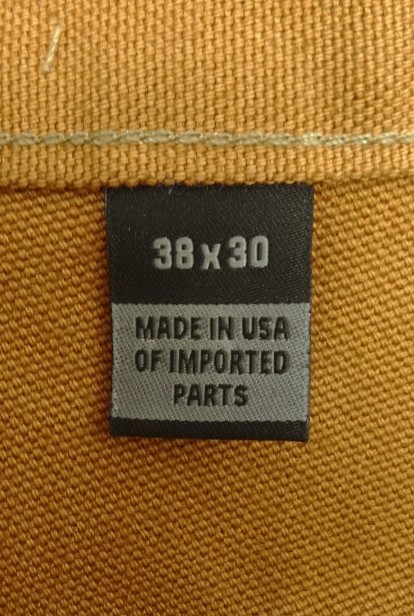 38 x 30
MADE IN USA
OF IMPORTED
PARTS